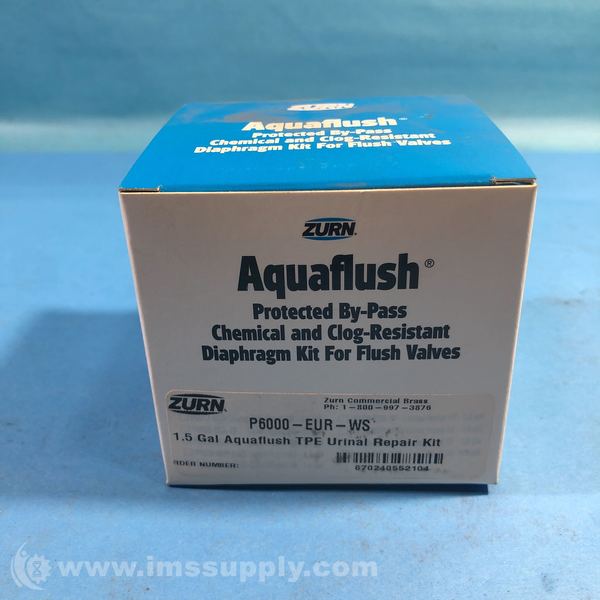 ZURN
Aquaflush®
Protected By-Pass
Chemical and Clog-Resistant
Diaphragm Kit For Flush Valves
ZURN.
Aquaflush®
Protected By-Pass
Chemical and Clog-Resistant
Diaphragm Kit For Flush Valves
ZURN.
Zurn Commercial Brass
Ph: 1-800-997-3876
P6000-EUR-WS
1.5 Gal Aquaflush TPE Urinal Repair Kit
RDER NUMBER:
670240552104
© www.imssupply.com